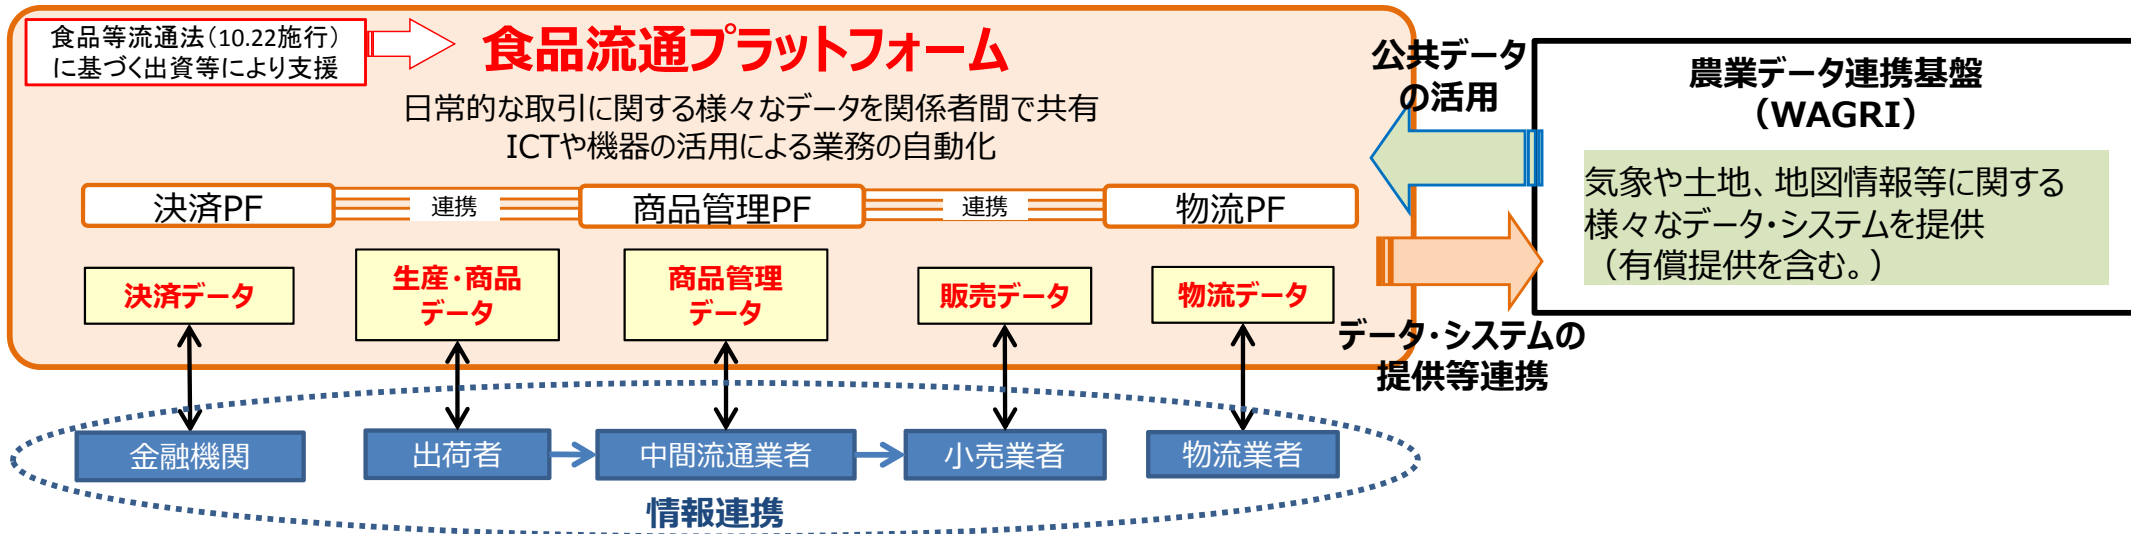 食品等流通法(10.22施行)
に基づく出資等により支援
食品流通プラットフォーム
日常的な取引に関する様々なデータを関係者間で共有
ICTや機器の活用による業務の自動化
決済PF
連携
商品管理PF
連携
物流PF
決済データ
生産・商品
データ
商品管理
データ
販売データ
物流データ
金融機関
出荷者
中間流通業者
小売業者
物流業者
情報連携
公共データ
の活用
データ・システムの
提供等連携
農業データ連携基盤
（WAGRI）
気象や土地、地図情報等に関する
様々なデータ・システムを提供
（有償提供を含む。）